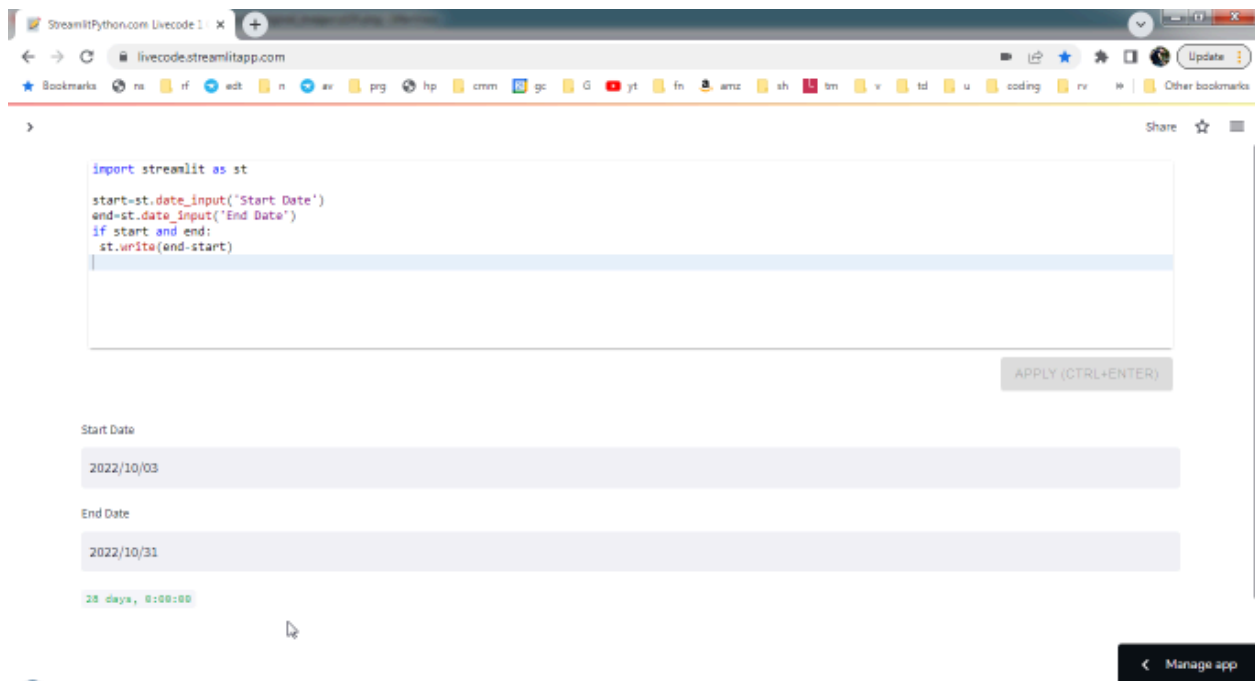 StreamlitPython.com Livecode 1
livecode.streamlitapp.com
Update
Bookmarks ns rf edt n av prg hp cmm gc G yt fn amz sh tm v td u coding rv » Other bookmarks
Share
import streamlit as st
start=st.date_input('Start Date')
end=st.date_input('End Date')
if start and end:
st.write(end-start)
APPLY (CTRL+ENTER)
Start Date
2022/10/03
End Date
2022/10/31
28 days, 0:00:00
Manage app